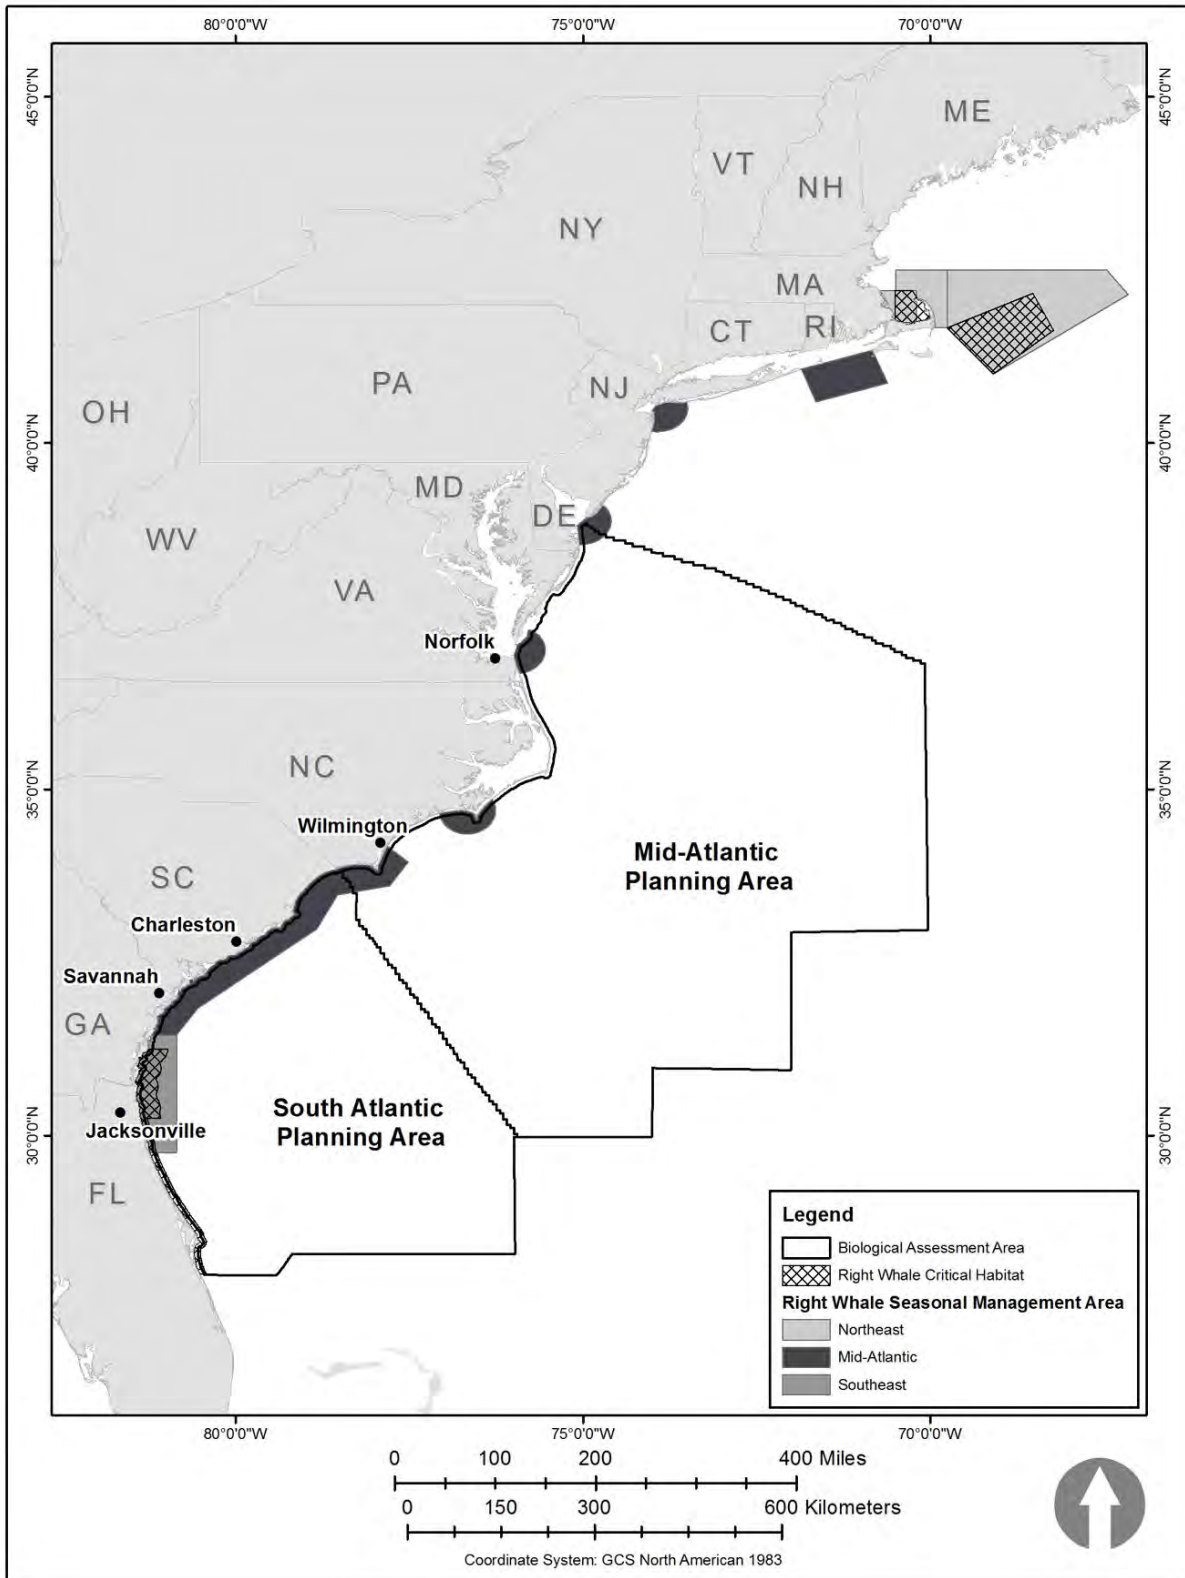 80°0'0"W 75°0'0"W 70°0'0"W
45°0'0"N 45°0'0"N
ME
VT
NH
NY
MA
CT RI
PA
NJ
OH
40°0'0"N 40°0'0"N
MD
DE
WV
VA
Norfolk
NC
35°0'0"N 35°0'0"N
Wilmington
Mid-Atlantic
Planning Area
SC
Charleston
Savannah
GA
South Atlantic
Planning Area
Jacksonville
30°0'0"N 30°0'0"N
FL
Legend
Biological Assessment Area
Right Whale Critical Habitat
Right Whale Seasonal Management Area
Northeast
Mid-Atlantic
Southeast
80°0'0"W 75°0'0"W 70°0'0"W
0 100 200 400 Miles
0 150 300 600 Kilometers
Coordinate System: GCS North American 1983